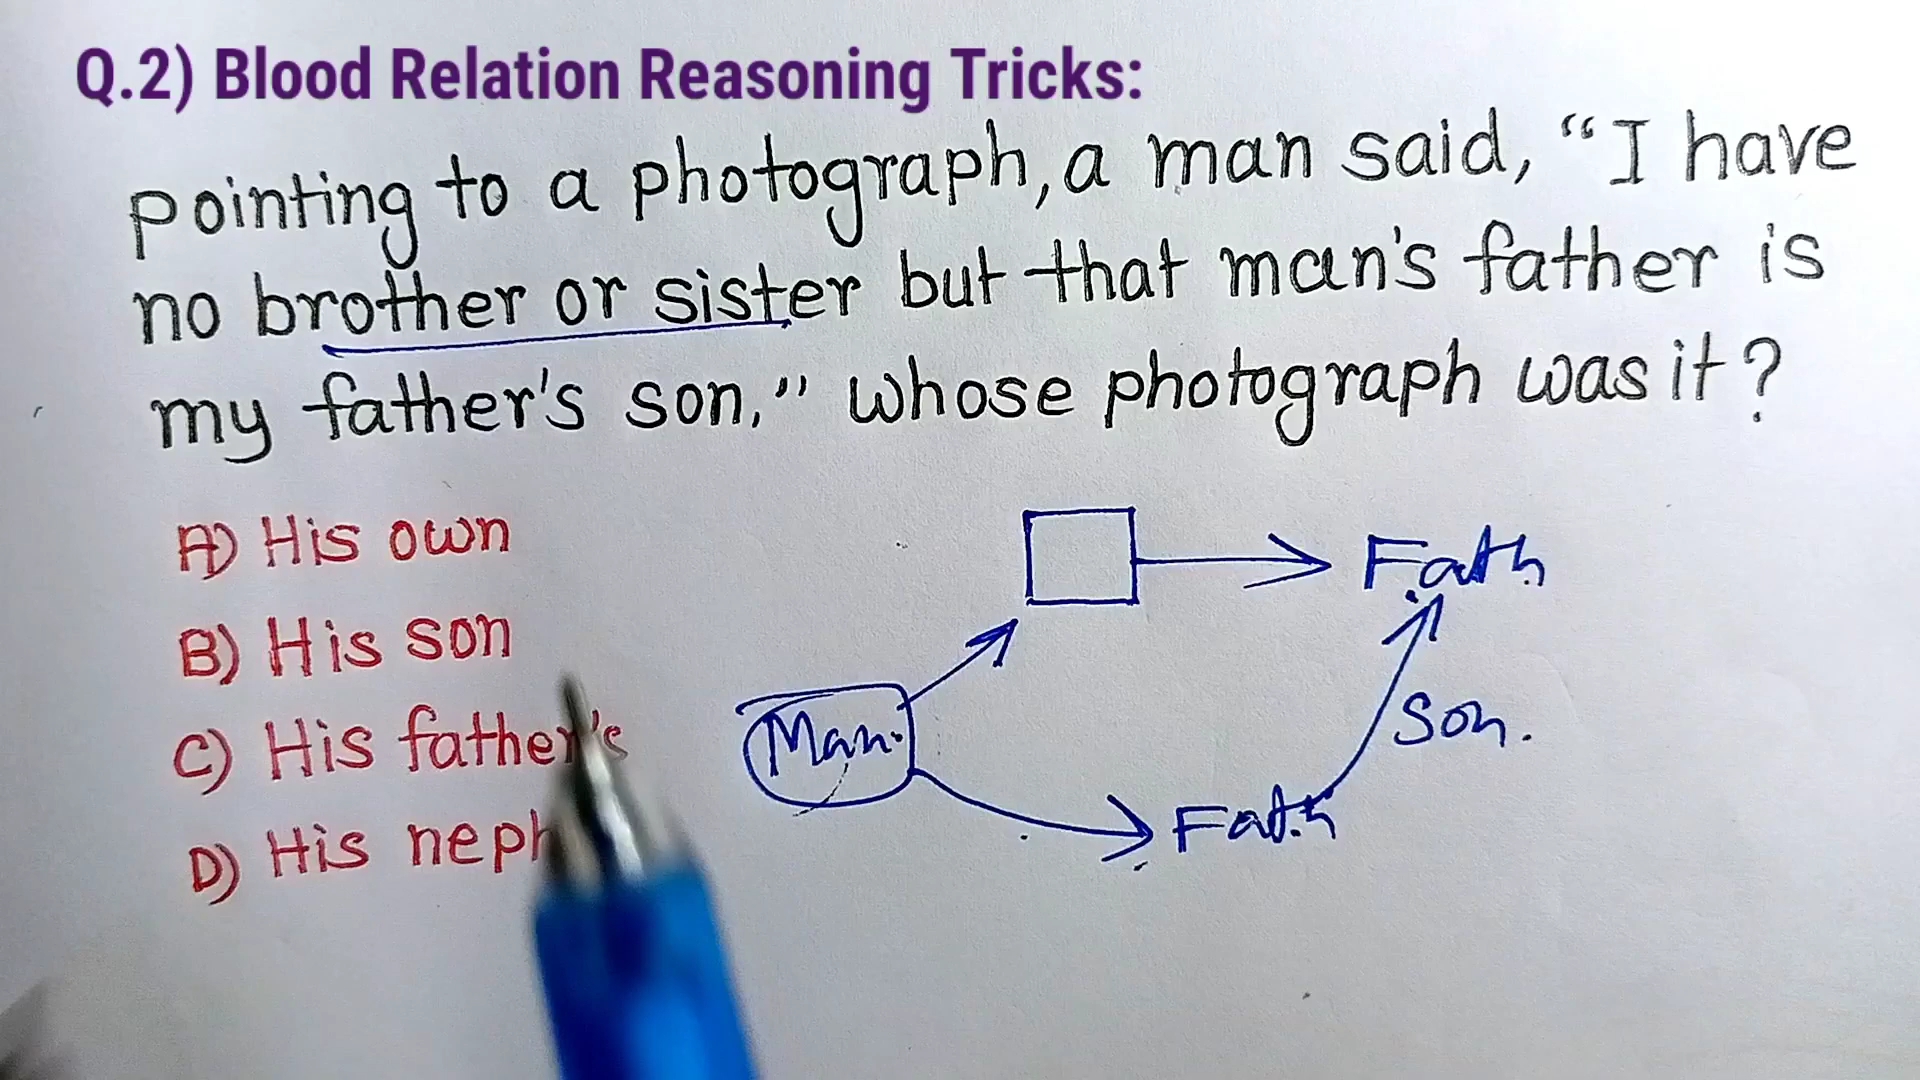 Q.2) Blood Relation Reasoning Tricks:
pointing to a photograph, a man said, “I have
no brother or sister but that man's father is
my father's son,” whose photograph was it?
A) His own
B) His son
C) His father's
D) His neph
Fath
Man.
Son.
Fath